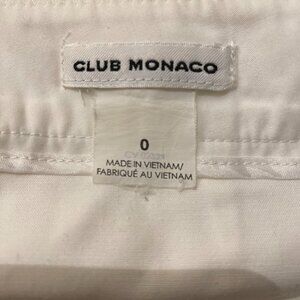 CLUB MONACO
0
MADE IN VIETNAM/
FABRIQUÉ AU VIETNAM